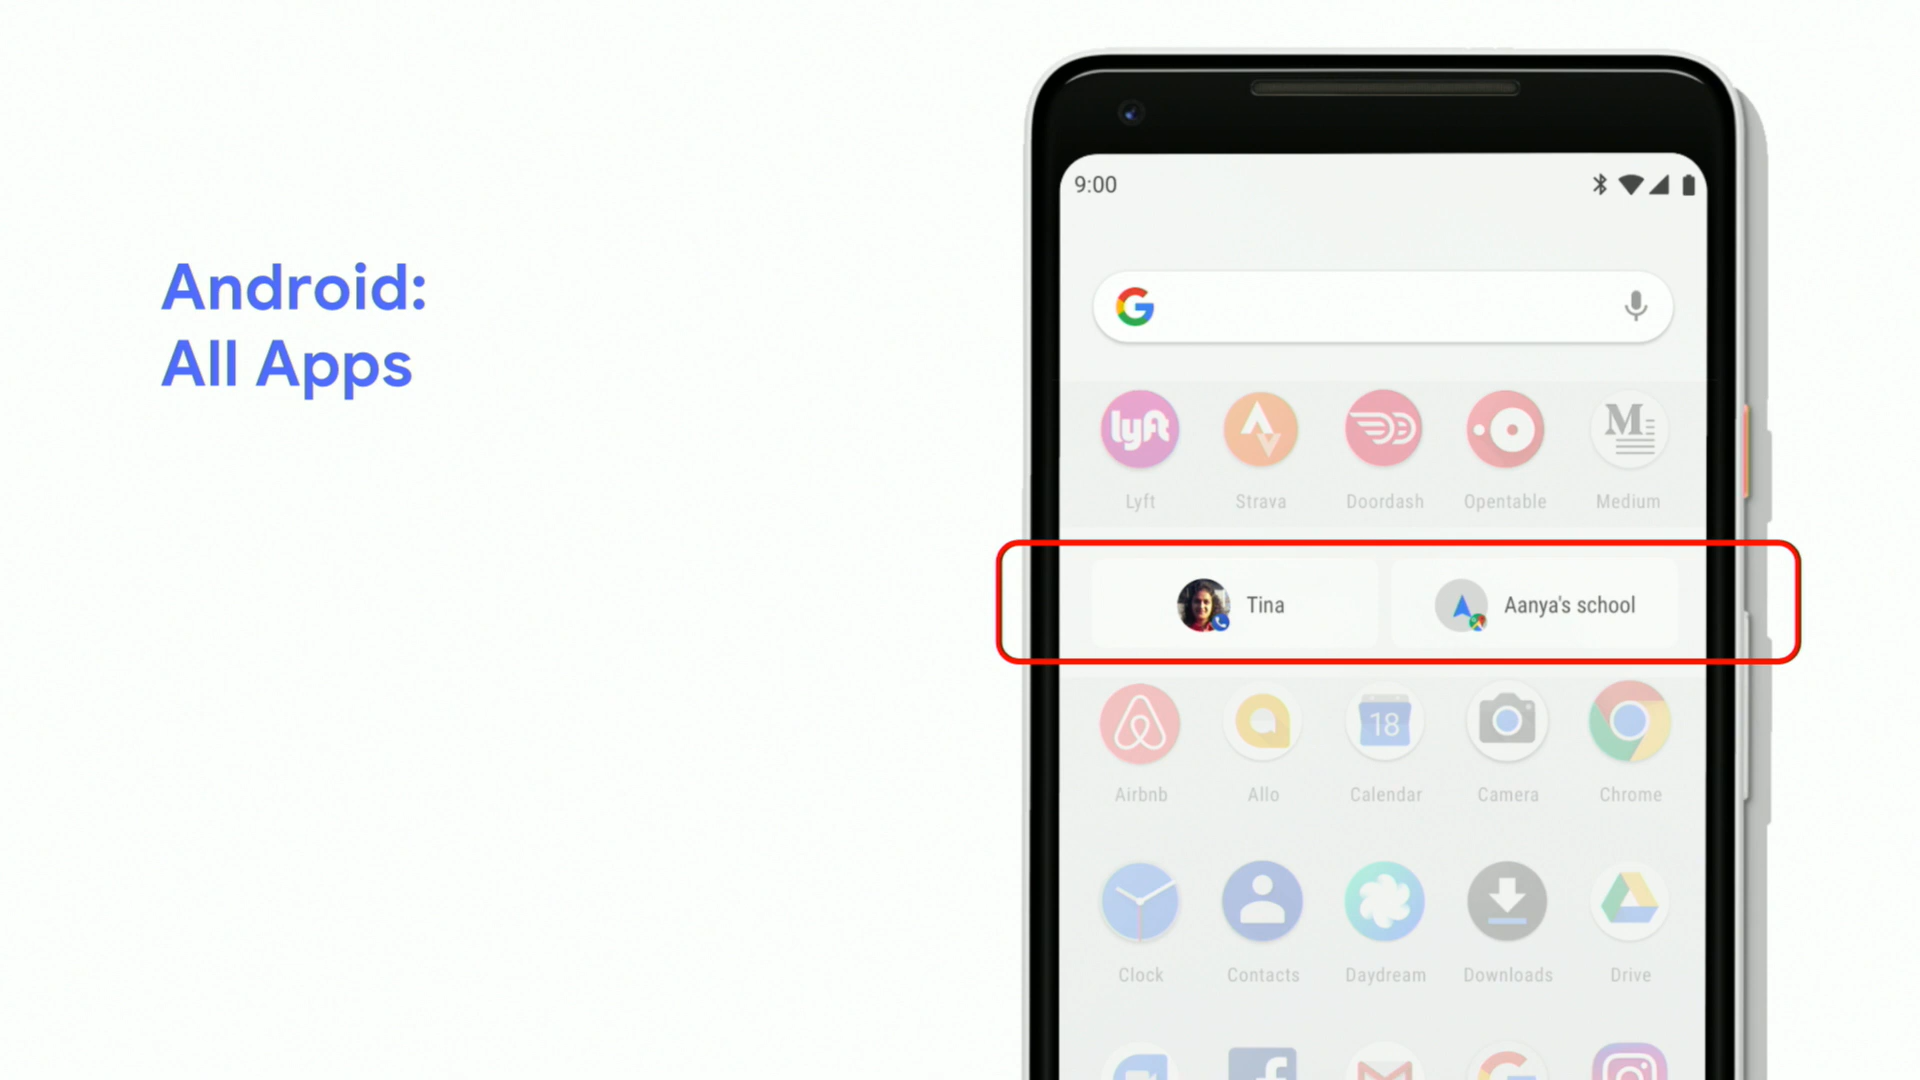 Android:
All Apps
9:00
G
lyft
M
Lyft Strava Doordash Opentable Medium
Tina Aanya's school
18
Airbnb Allo Calendar Camera Chrome
Clock Contacts Daydream Downloads Drive